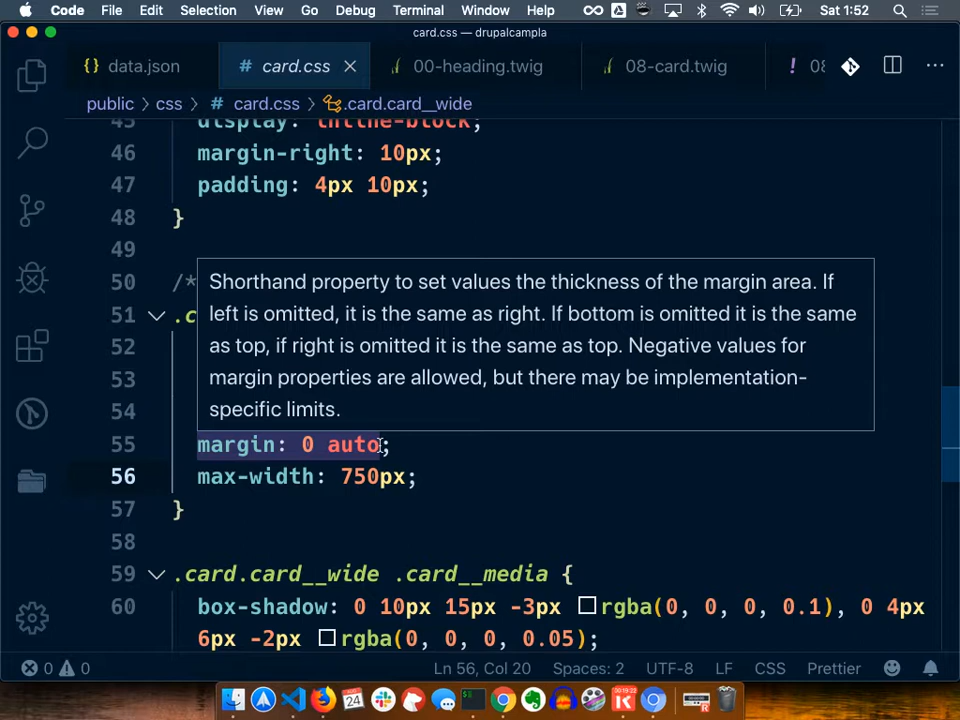 Code File Edit Selection View Go Debug Terminal Window Help Sat 1:52
card.css — drupalcampla
{} data.json # card.css 00-heading.twig 08-card.twig ! 08 ...
public > css > # card.css > .card.card__wide
45 display: inline-block;
46 margin-right: 10px;
47 padding: 4px 10px;
48 }
49
50 /*
51 .c
52
53
54
Shorthand property to set values the thickness of the margin area. If
left is omitted, it is the same as right. If bottom is omitted it is the same
as top, if right is omitted it is the same as top. Negative values for
margin properties are allowed, but there may be implementation-
specific limits.
55 margin: 0 auto;
56 max-width: 750px;
57 }
58
59 .card.card__wide .card__media {
60 box-shadow: 0 10px 15px -3px rgba(0, 0, 0, 0.1), 0 4px
6px -2px rgba(0, 0, 0, 0.05);
0 0 Ln 56, Col 20 Spaces: 2 UTF-8 LF CSS Prettier
24